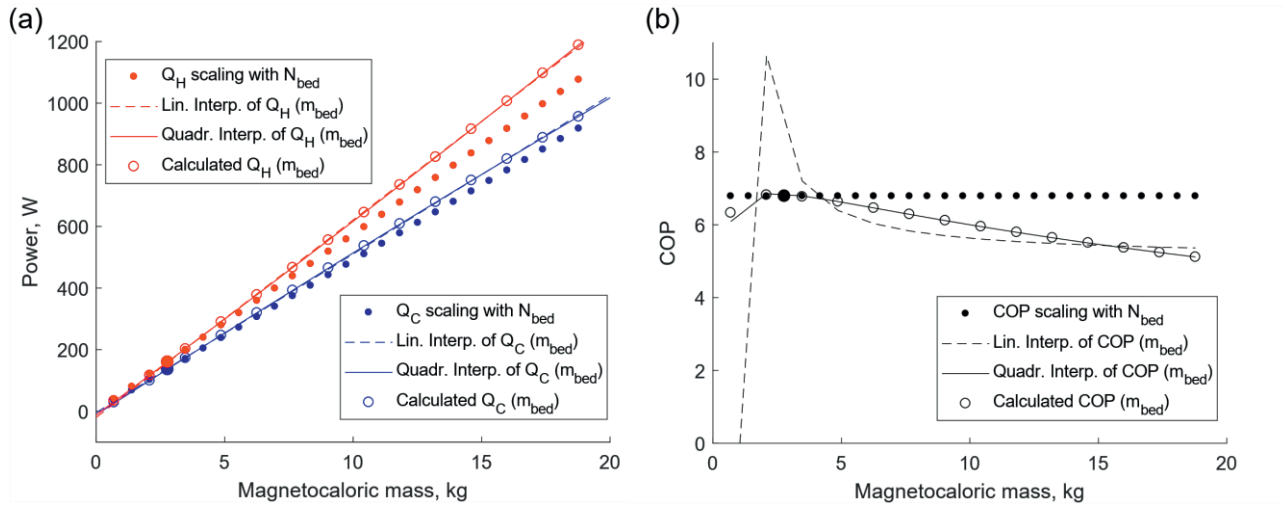 (a)
Power, W
1200
1000
800
600
400
200
0
Q_H scaling with N_bed
Lin. Interp. of Q_H (m_bed)
Quadr. Interp. of Q_H (m_bed)
Calculated Q_H (m_bed)
Q_C scaling with N_bed
Lin. Interp. of Q_C (m_bed)
Quadr. Interp. of Q_C (m_bed)
Calculated Q_C (m_bed)
0 5 10 15 20
Magnetocaloric mass, kg
(b)
COP
10
8
6
4
2
0
COP scaling with N_bed
Lin. Interp. of COP (m_bed)
Quadr. Interp. of COP (m_bed)
Calculated COP (m_bed)
0 5 10 15 20
Magnetocaloric mass, kg